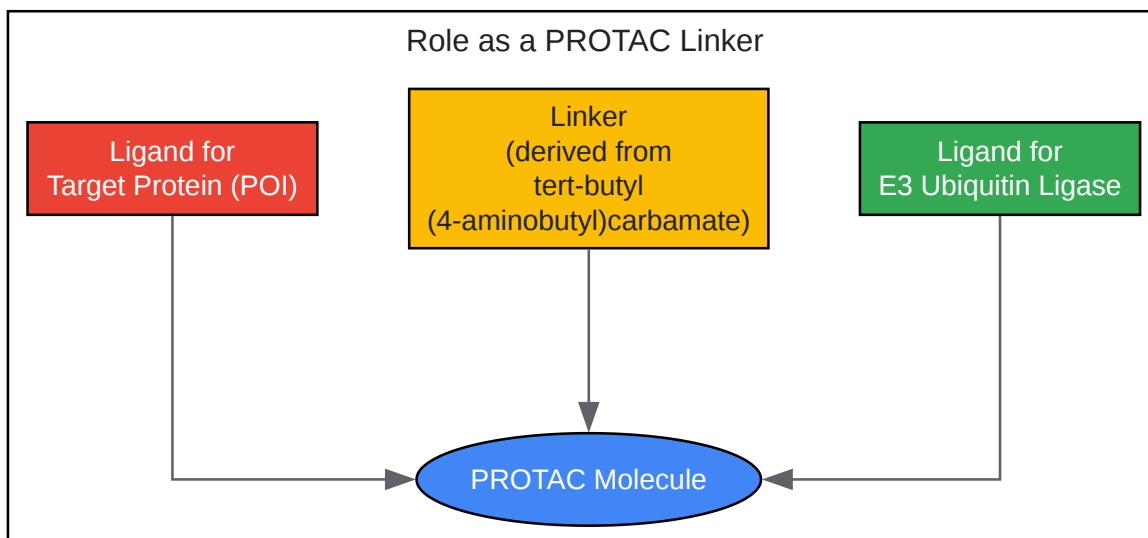 Role as a PROTAC Linker
Ligand for
Target Protein (POI)
Linker
(derived from
tert-butyl
(4-aminobutyl)carbamate)
Ligand for
E3 Ubiquitin Ligase
PROTAC Molecule